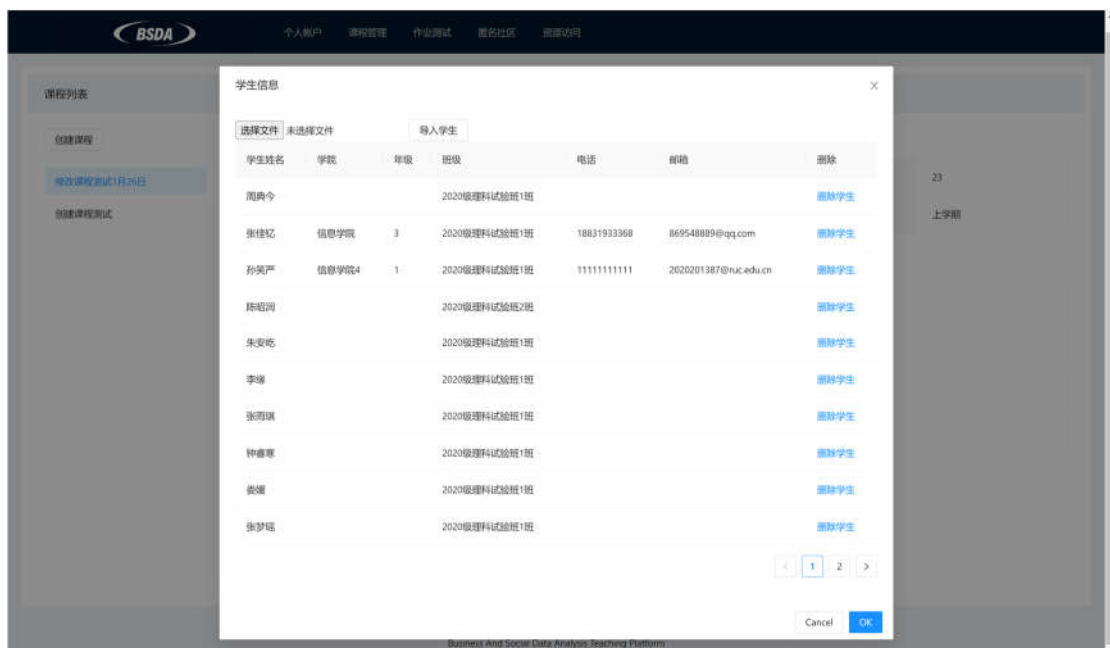 BSDA
个人帐户 课程管理 作业测试 匿名社区 资源访问
课程列表
学生信息
创建课程
选择文件 未选择文件 导入学生
学生姓名 学院 年级 班级 电话 邮箱 删除
修改课程测试1月26日
23
周典今 2020级理科试验班1班 删除学生
创建课程测试
上学期
张佳钇 信息学院 3 2020级理科试验班1班 18831933368 869548889@qq.com 删除学生
孙笑严 信息学院4 1 2020级理科试验班1班 11111111111 2020201387@ruc.edu.cn 删除学生
陈昭润 2020级理科试验班2班 删除学生
朱安屹 2020级理科试验班1班 删除学生
2020级理科试验班1班 删除学生
张雨琪 2020级理科试验班1班 删除学生
钟睿寒 2020级理科试验班1班 删除学生
娄媛 2020级理科试验班1班 删除学生
张梦瑶 2020级理科试验班1班 删除学生
1 2
Cancel OK
Business And Social Data Analysis Teaching Platform